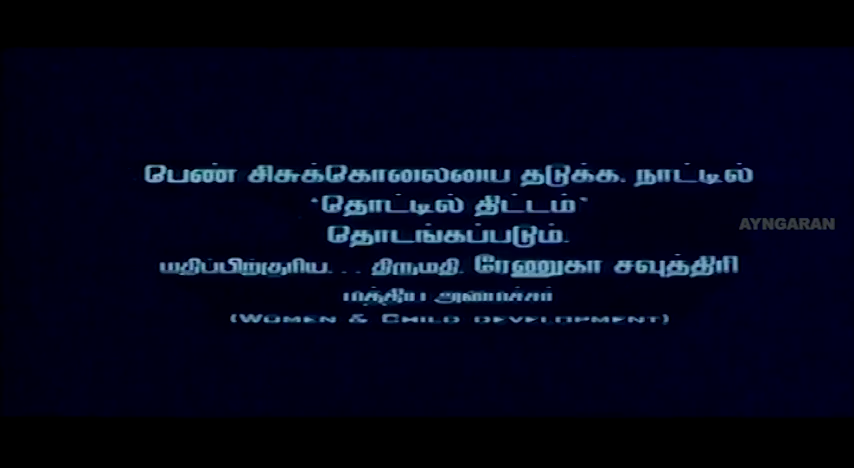 பெண் சிசுக்கொலையை தடுக்க. நாட்டில்
'தொட்டில் திட்டம்'
தொடங்கப்படும்.
மதிப்பிற்குரிய. . . திருமதி. ரேணுகா சவுத்திரி
மத்திய அமைச்சர்
(WOMEN & CHILD DEVELOPMENT)
AYNGARAN